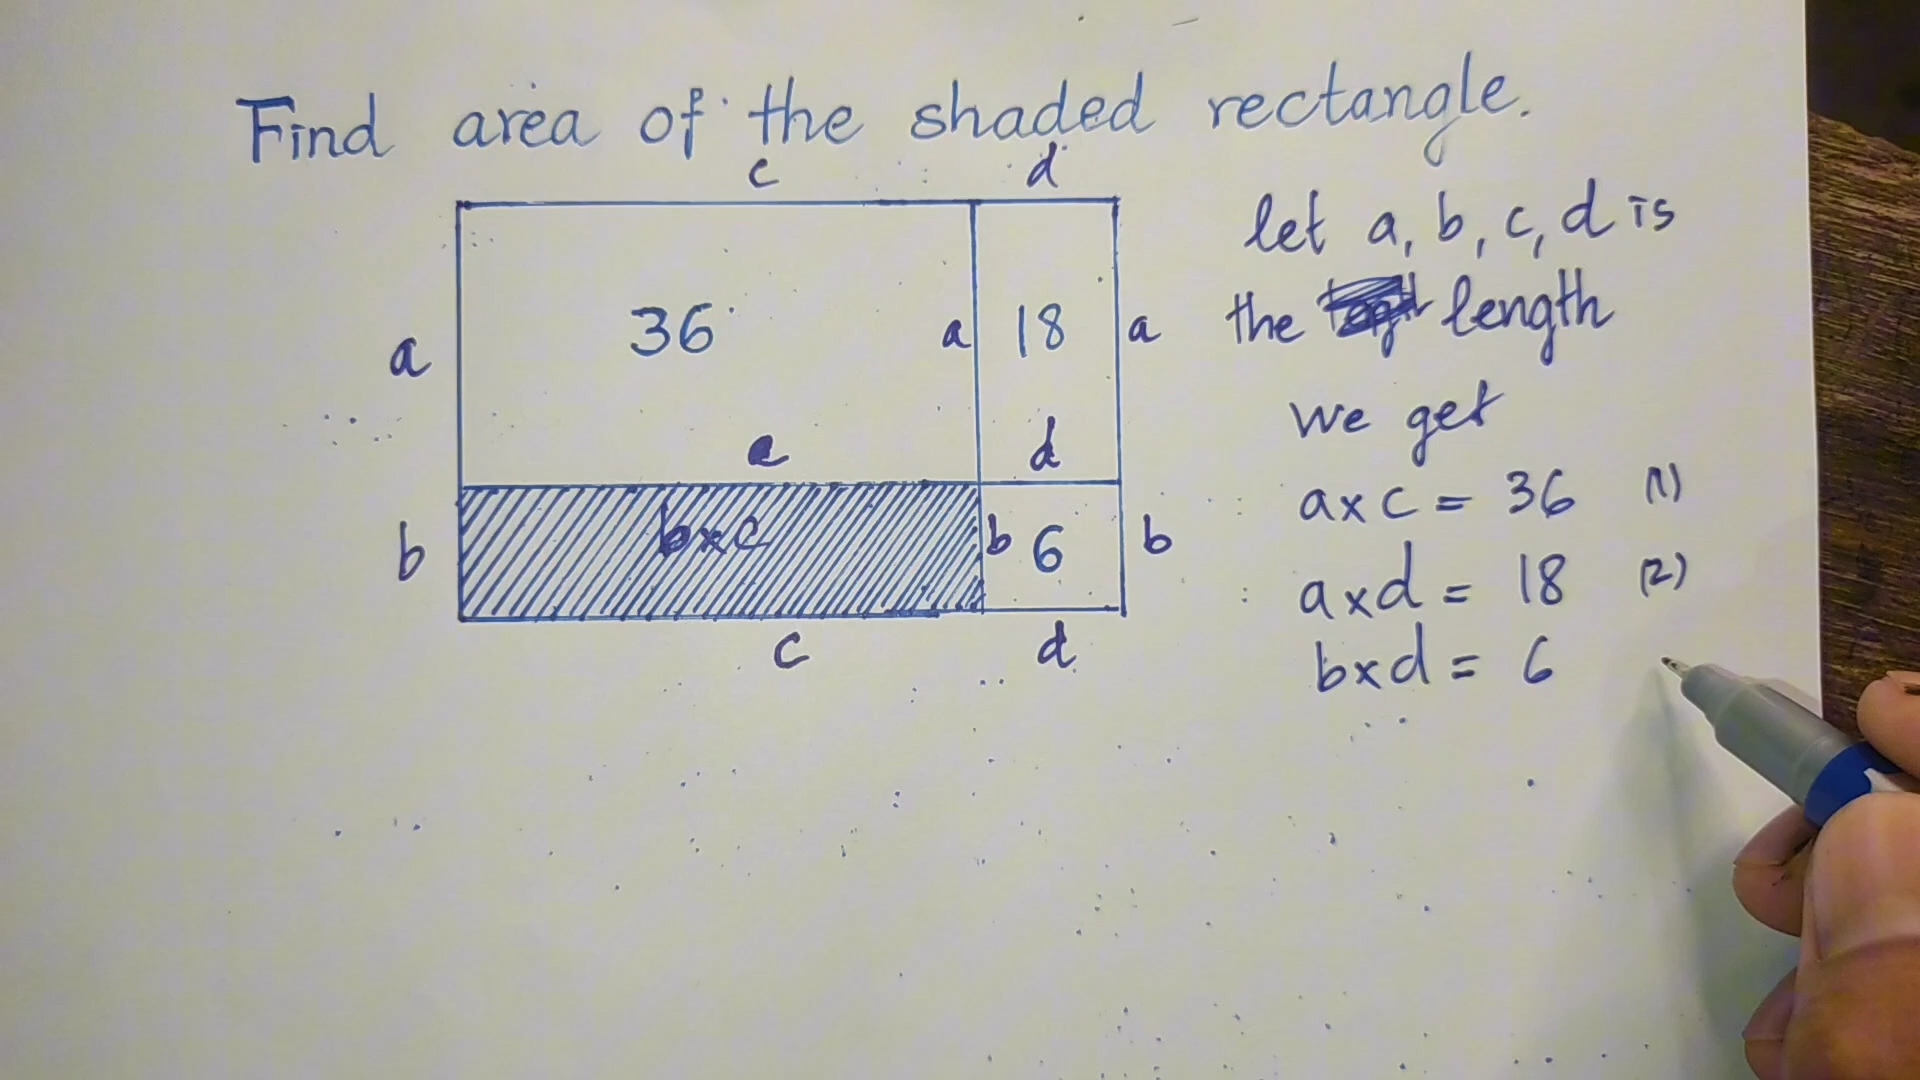 Find area of the shaded rectangle.
c d
let a, b, c, d is
the length
36 a 18 a
a
we get
c d
a x c = 36 (1)
b x c b 6 b
b
a x d = 18 (2)
c d
b x d = 6